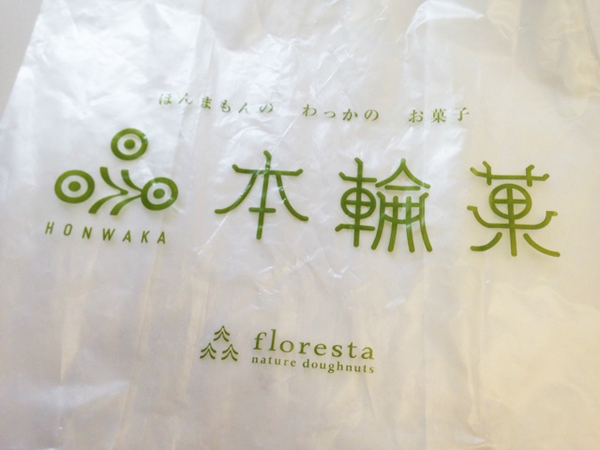 ほんまもんの わっかの お菓子
本輪菓
HONWAKA
floresta
nature doughnuts